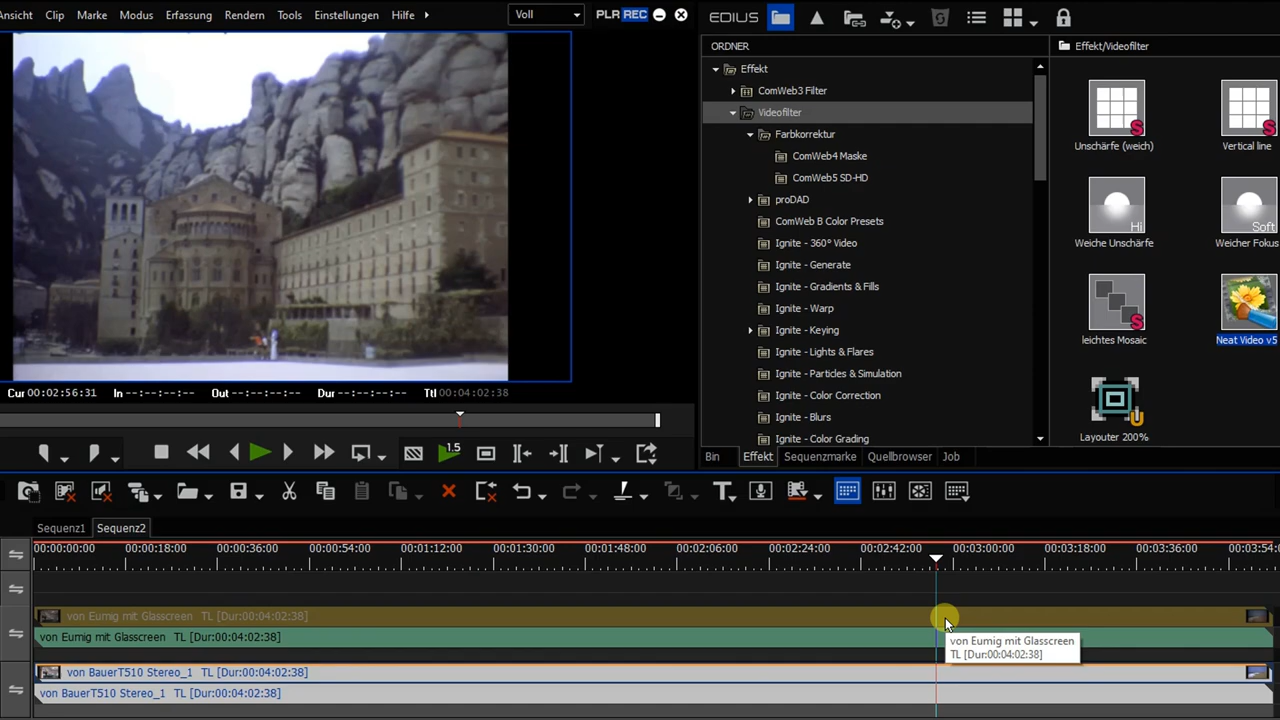 Ansicht Clip Marke Modus Erfassung Rendern Tools Einstellungen Hilfe
Voll
PLR REC
EDIUS
ORDNER
Effekt
ComWeb3 Filter
Videofilter
Farbkorrektur
ComWeb4 Maske
ComWeb5 SD-HD
proDAD
ComWeb B Color Presets
Ignite - 360° Video
Ignite - Generate
Ignite - Gradients & Fills
Ignite - Warp
Ignite - Keying
Ignite - Lights & Flares
Ignite - Particles & Simulation
Ignite - Color Correction
Ignite - Blurs
Ignite - Color Grading
Effekt/Videofilter
S
S
Unschärfe (weich) Vertical line
Hi
Soft
Weiche Unschärfe Weicher Fokus
S
leichtes Mosaic Neat Video v5
U
Layouter 200%
Cur 00:02:56:31 In --:--:--:-- Out --:--:--:-- Dur --:--:--:-- Ttl 00:04:02:38
1.5
Bin Effekt Sequenzmarke Quellbrowser Job
Sequenz1 Sequenz2
00:00:00:00 00:00:18:00 00:00:36:00 00:00:54:00 00:01:12:00 00:01:30:00 00:01:48:00 00:02:06:00 00:02:24:00 00:02:42:00 00:03:00:00 00:03:18:00 00:03:36:00 00:03:54:0
von Eumig mit Glasscreen TL [Dur:00:04:02:38]
von Eumig mit Glasscreen TL [Dur:00:04:02:38]
von Eumig mit Glasscreen
TL [Dur:00:04:02:38]
von BauerT510 Stereo_1 TL [Dur:00:04:02:38]
von BauerT510 Stereo_1 TL [Dur:00:04:02:38]